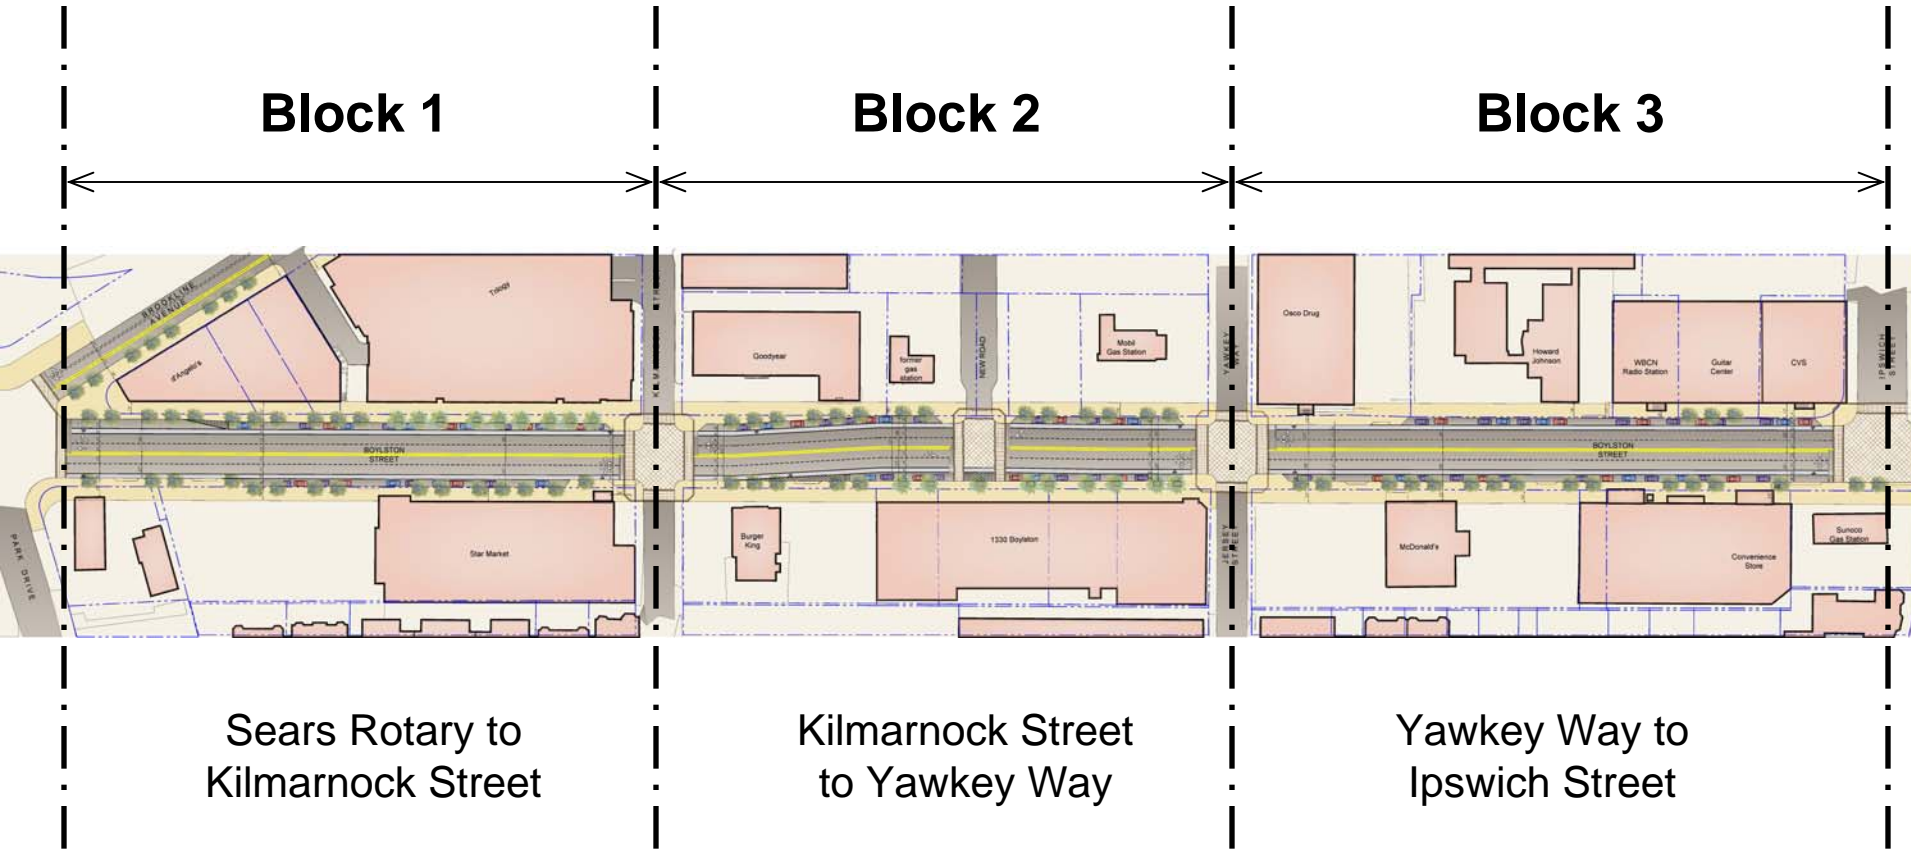 Block 1
Block 2
Block 3
BROOKLINE
AVENUE
Trilogy
d'Angelo's
Goodyear
former
gas
station
NEW ROAD
Mobil
Gas Station
YAWKEY
WAY
Osco Drug
Howard
Johnson
WBCN
Radio Station
Guitar
Center
CVS
IPSWICH
STREET
BOYLSTON
STREET
BOYLSTON
STREET
PARK DRIVE
Star Market
Burger
King
1330 Boylston
JERSEY
STREET
McDonald's
Convenience
Store
Sunoco
Gas Station
Sears Rotary to
Kilmarnock Street
Kilmarnock Street
to Yawkey Way
Yawkey Way to
Ipswich Street